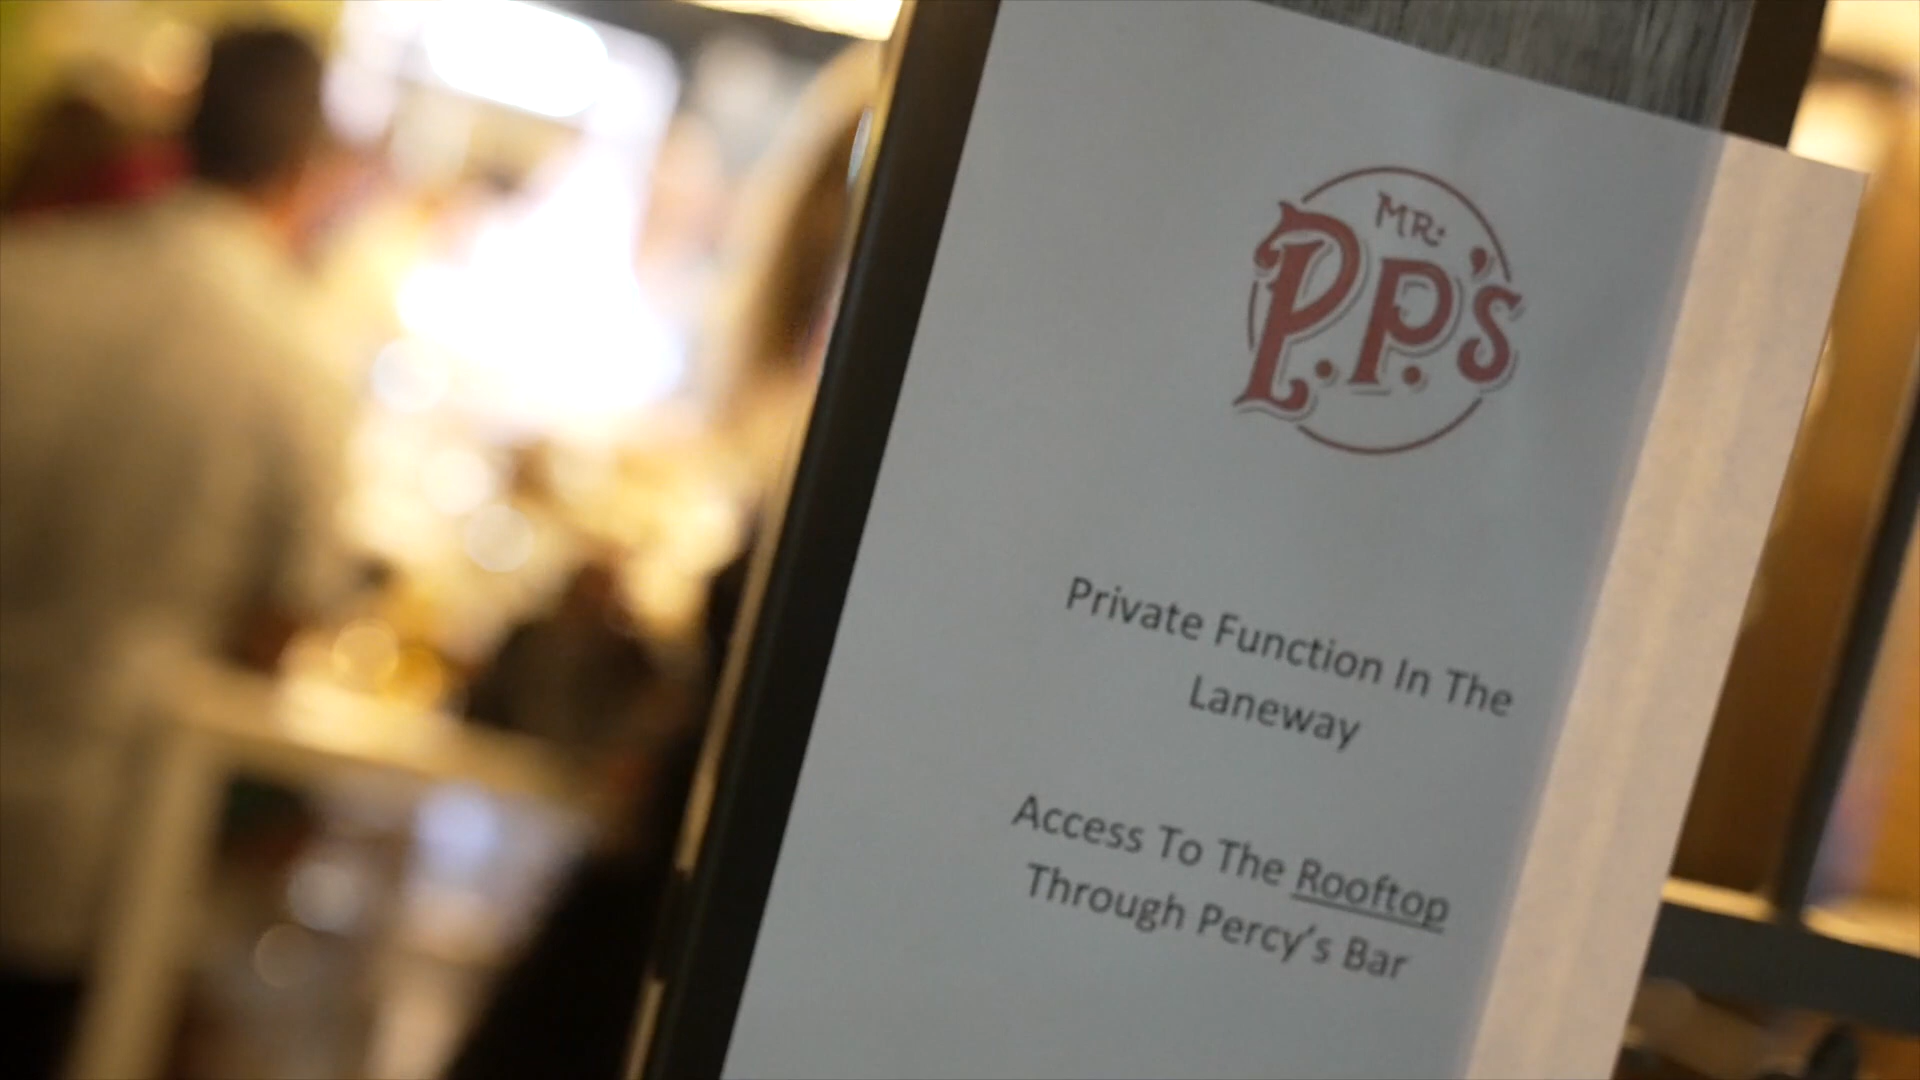 MR.
P.P.'s
Private Function In The
Laneway
Access To The Rooftop
Through Percy's Bar